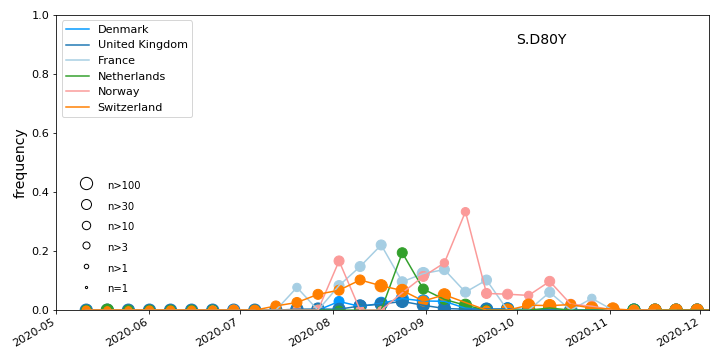 S.D80Y
Denmark
United Kingdom
France
Netherlands
Norway
Switzerland
n>100
n>30
n>10
n>3
n>1
n=1
frequency
1.0
0.8
0.6
0.4
0.2
0.0
2020-05
2020-06
2020-07
2020-08
2020-09
2020-10
2020-11
2020-12